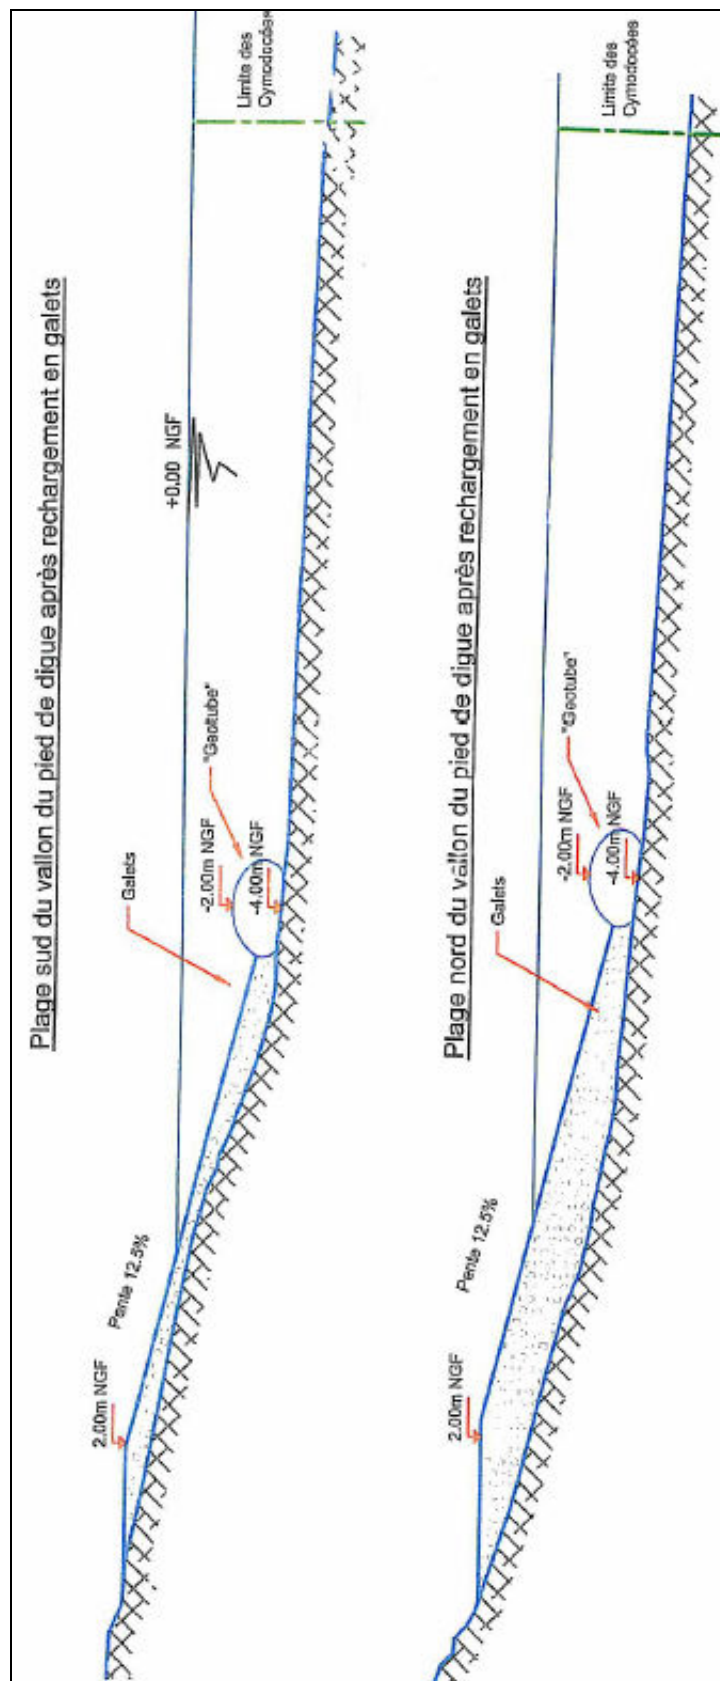 Plage sud du vallon du pied de digue après rechargement en galets
2.00m NGF
Pente 12.5%
Galets
-2.00m NGF
-4.00m NGF
"Geotube"
+0.00 NGF
Limite des
Cymodocées
Plage nord du vallon du pied de digue après rechargement en galets
2.00m NGF
Pente 12.5%
Galets
-2.00m NGF
-4.00m NGF
"Geotube"
Limite des
Cymodocées